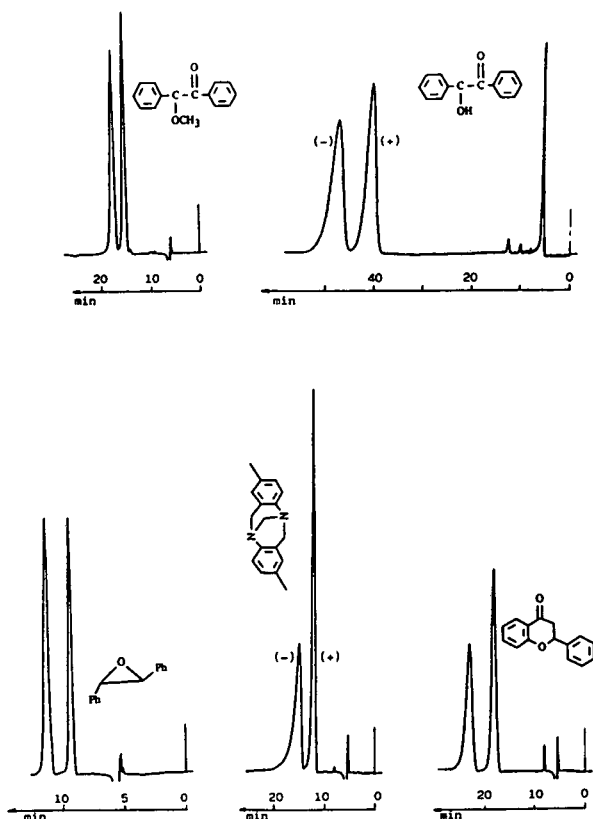 O
C C
OCH3
20 10 0
min
O
C C
OH
(-) (+)
40 20 0
min
O
Ph Ph
10 5 0
min
N
N
(-) (+)
20 10 0
min
O
O
20 10 0
min